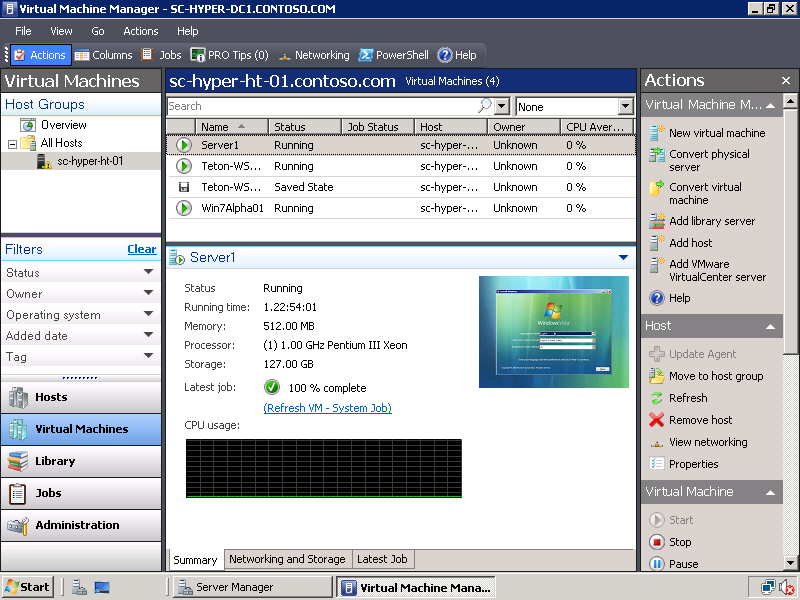 Virtual Machine Manager - SC-HYPER-DC1.CONTOSO.COM
File View Go Actions Help
Actions Columns Jobs PRO Tips (0) Networking PowerShell Help
Virtual Machines
Host Groups
Overview
All Hosts
sc-hyper-ht-01
Filters Clear
Status
Owner
Operating system
Added date
Tag
Hosts
Virtual Machines
Library
Jobs
Administration
sc-hyper-ht-01.contoso.com Virtual Machines (4)
Search None
Name Status Job Status Host Owner CPU Aver...
Server1 Running sc-hyper-... Unknown 0 %
Teton-WS... Running sc-hyper-... Unknown 0 %
Teton-WS... Saved State sc-hyper-... Unknown 0 %
Win7Alpha01 Running sc-hyper-... Unknown 0 %
Server1
Status Running
Running time: 1.22:54:01
Memory: 512.00 MB
Processor: (1) 1.00 GHz Pentium III Xeon
Storage: 127.00 GB
Latest job: 100 % complete
(Refresh VM - System Job)
CPU usage:
WindowsVista
Summary Networking and Storage Latest Job
Actions
Virtual Machine M...
New virtual machine
Convert physical
server
Convert virtual
machine
Add library server
Add host
Add VMware
VirtualCenter server
Help
Host
Update Agent
Move to host group
Refresh
Remove host
View networking
Properties
Virtual Machine
Start
Stop
Pause
Start Server Manager Virtual Machine Mana...